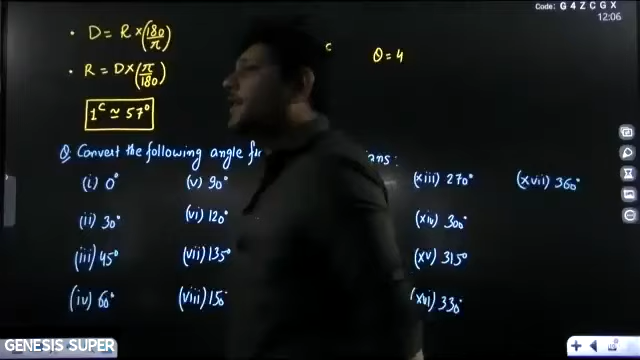 Code: G 4 Z C G X
12:06
• D = R × (180/π)
c
θ = 4
• R = D × (π/180)
1ᶜ ≃ 57°
Q. Convert the following angle ans:
(i) 0° (v) 90° (xiii) 270° (xvii) 360°
(ii) 30° (vi) 120° (xiv) 300°
(iii) 45° (vii) 135° (xv) 315°
(iv) 60° (viii) 150 (xvi) 330°
GENESIS SUPER